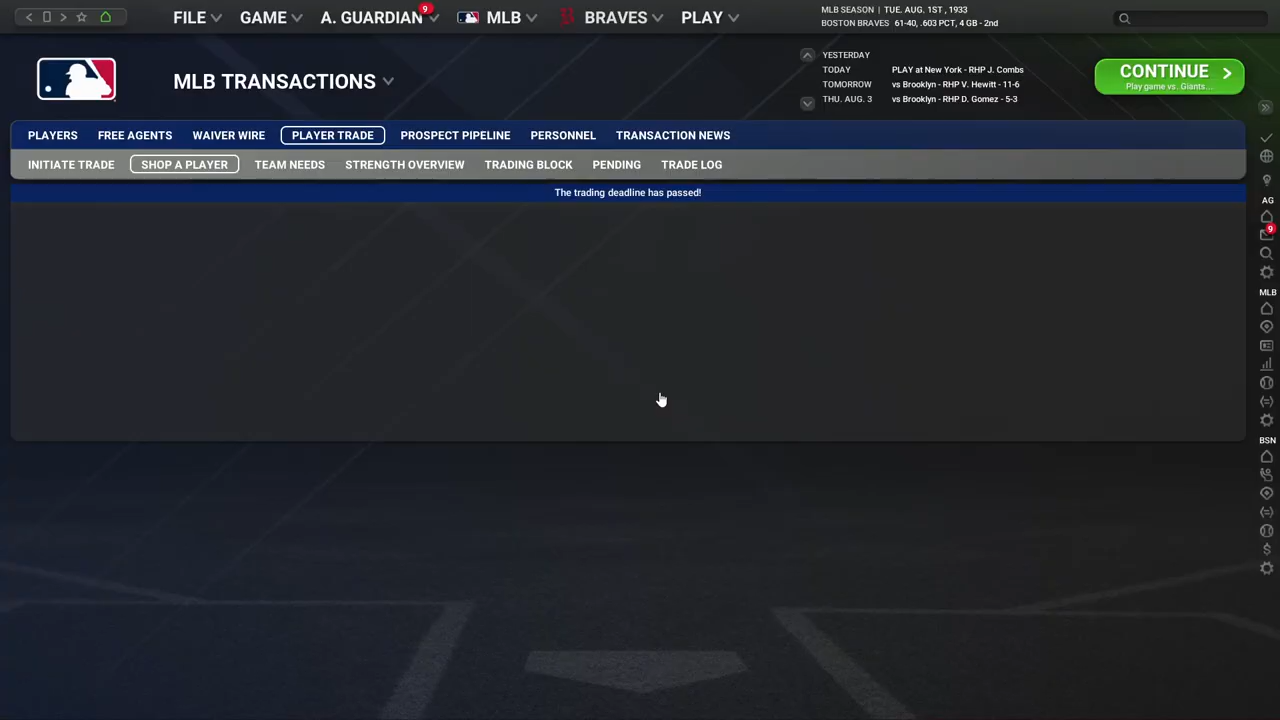 FILE GAME A. GUARDIAN 9 MLB BRAVES PLAY
MLB SEASON | TUE. AUG. 1ST , 1933
BOSTON BRAVES 61-40, .603 PCT, 4 GB - 2nd
MLB TRANSACTIONS
YESTERDAY
TODAY PLAY at New York - RHP J. Combs
TOMORROW vs Brooklyn - RHP V. Hewitt - 11-6
THU. AUG. 3 vs Brooklyn - RHP D. Gomez - 5-3
CONTINUE
Play game vs. Giants...
PLAYERS FREE AGENTS WAIVER WIRE PLAYER TRADE PROSPECT PIPELINE PERSONNEL TRANSACTION NEWS
INITIATE TRADE SHOP A PLAYER TEAM NEEDS STRENGTH OVERVIEW TRADING BLOCK PENDING TRADE LOG
The trading deadline has passed!
AG
9
MLB
BSN